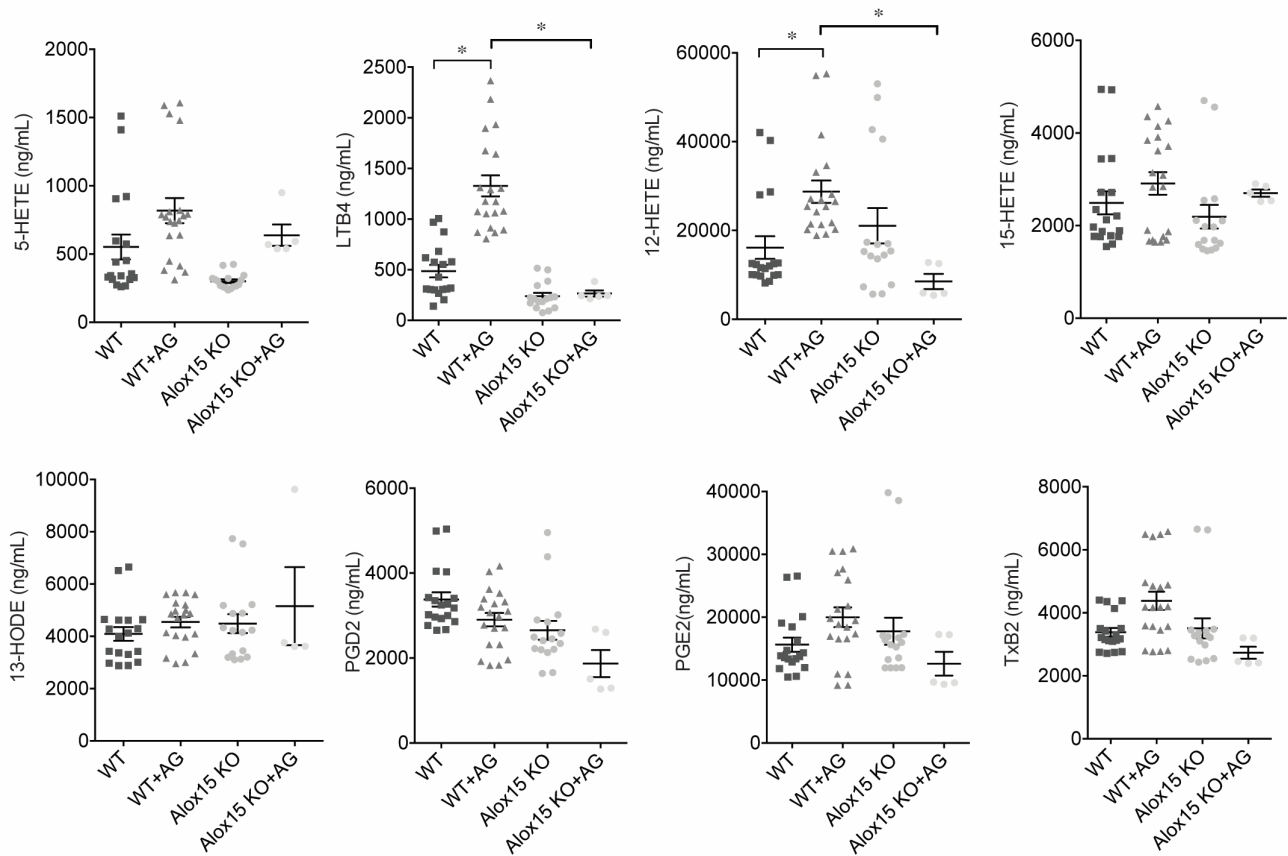 *
*
5-HETE (ng/mL)
2000
1500
1000
500
0
WT
WT+AG
Alox15 KO
Alox15 KO+AG
LTB4 (ng/mL)
2500
2000
1500
1000
500
0
WT
WT+AG
Alox15 KO
Alox15 KO+AG
*
*
12-HETE (ng/mL)
60000
40000
20000
0
WT
WT+AG
Alox15 KO
Alox15 KO+AG
15-HETE (ng/mL)
6000
4000
2000
0
WT
WT+AG
Alox15 KO
Alox15 KO+AG
13-HODE (ng/mL)
10000
8000
6000
4000
2000
0
WT
WT+AG
Alox15 KO
Alox15 KO+AG
PGD2 (ng/mL)
6000
4000
2000
0
WT
WT+AG
Alox15 KO
Alox15 KO+AG
PGE2(ng/mL)
40000
30000
20000
10000
0
WT
WT+AG
Alox15 KO
Alox15 KO+AG
TxB2 (ng/mL)
8000
6000
4000
2000
0
WT
WT+AG
Alox15 KO
Alox15 KO+AG